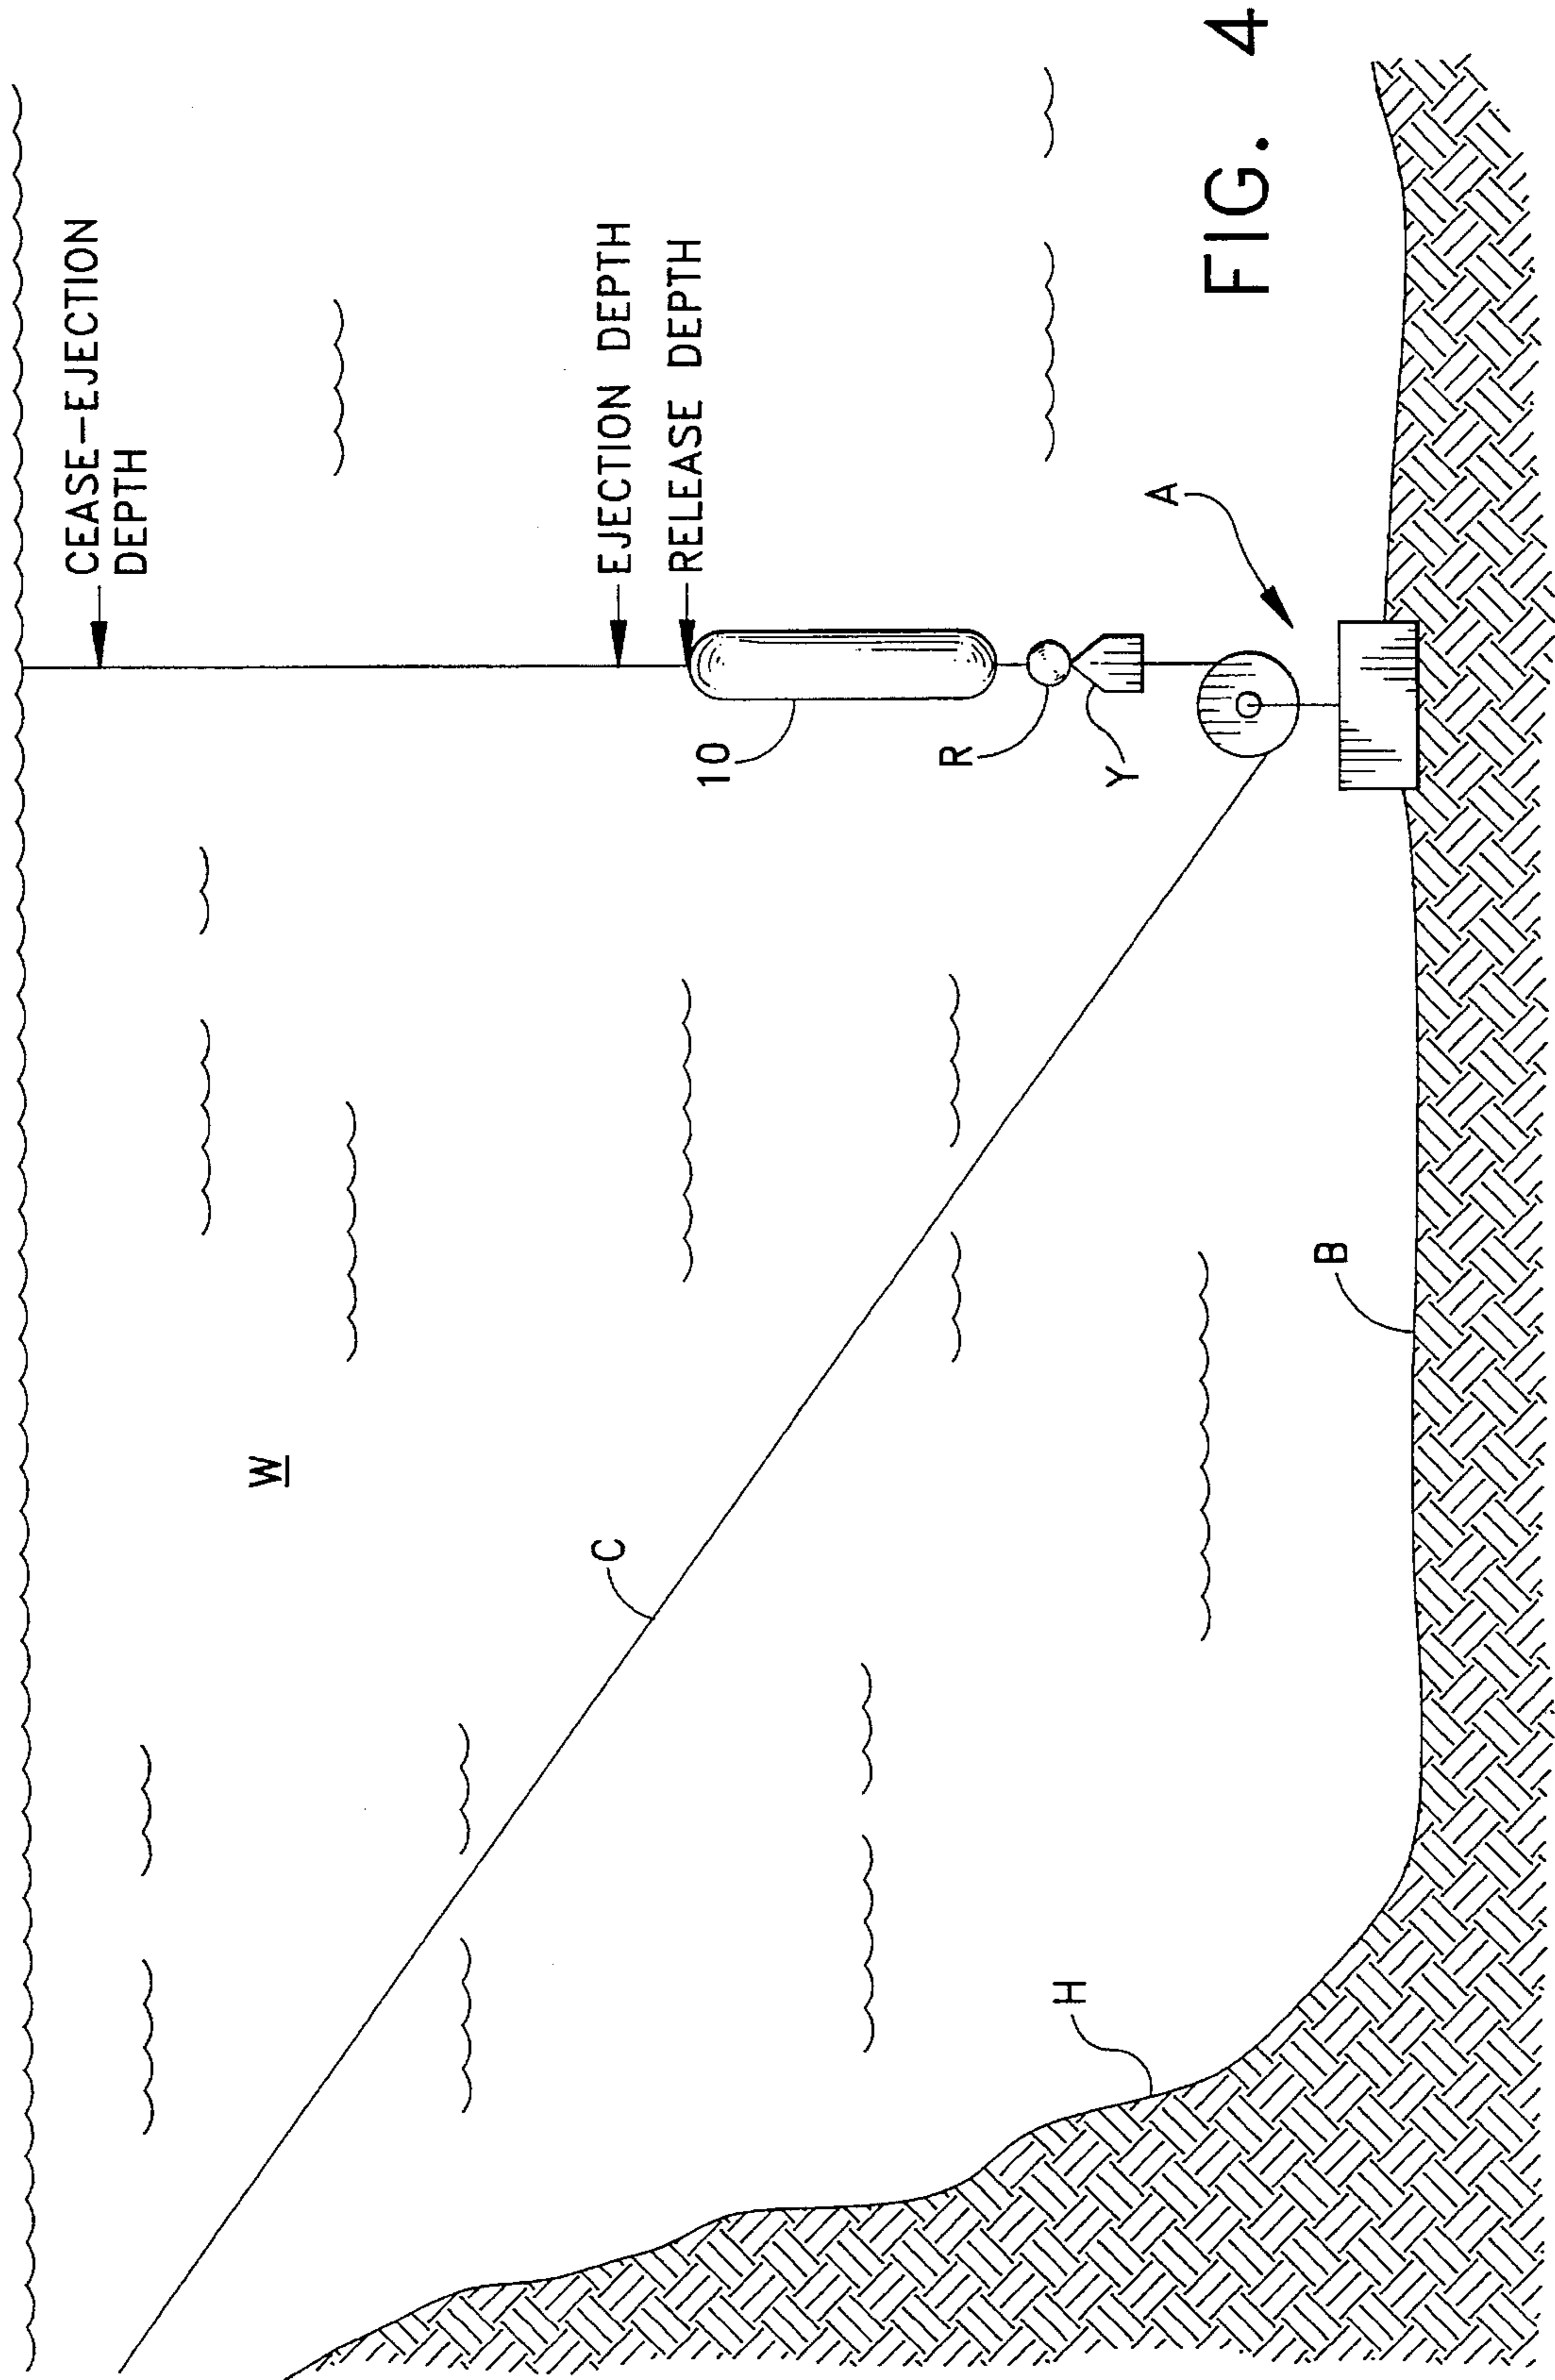 CEASE-EJECTION
DEPTH
EJECTION DEPTH
RELEASE DEPTH
10
R
Y
A
W
C
B
H
FIG. 4